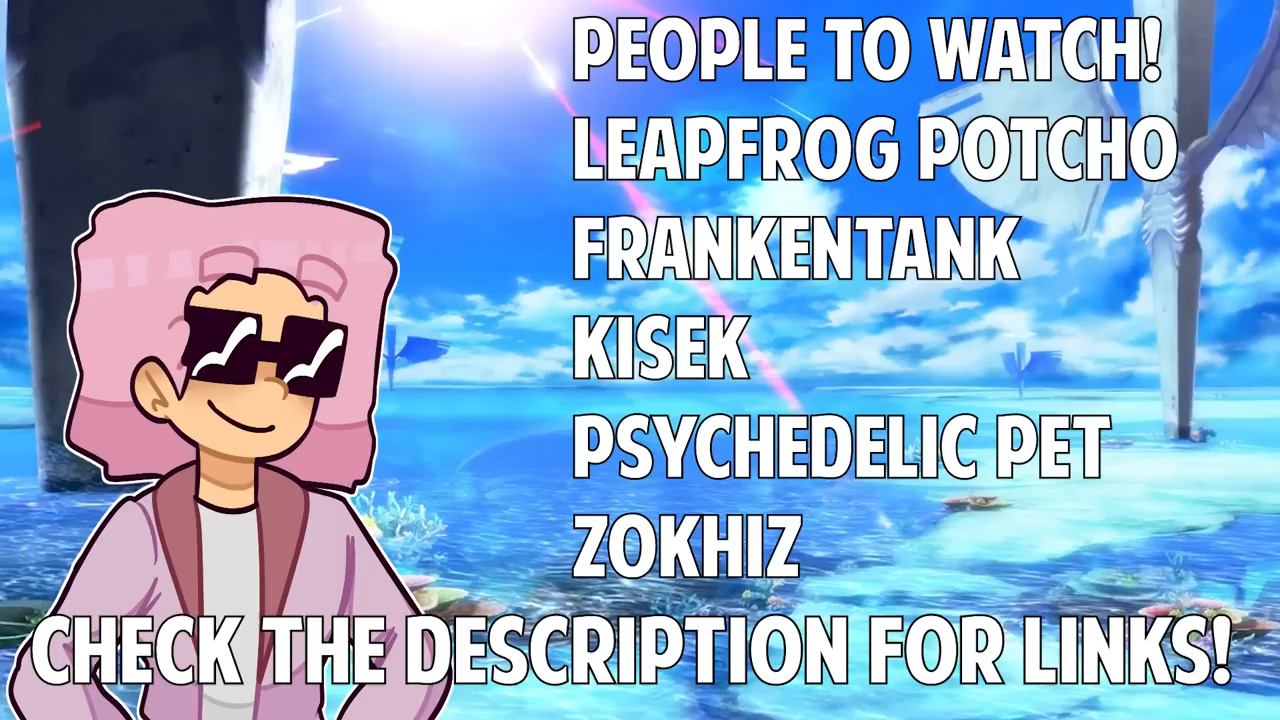 PEOPLE TO WATCH!
LEAPFROG POTCHO
FRANKENTANK
KISEK
PSYCHEDELIC PET
ZOKHIZ
CHECK THE DESCRIPTION FOR LINKS!